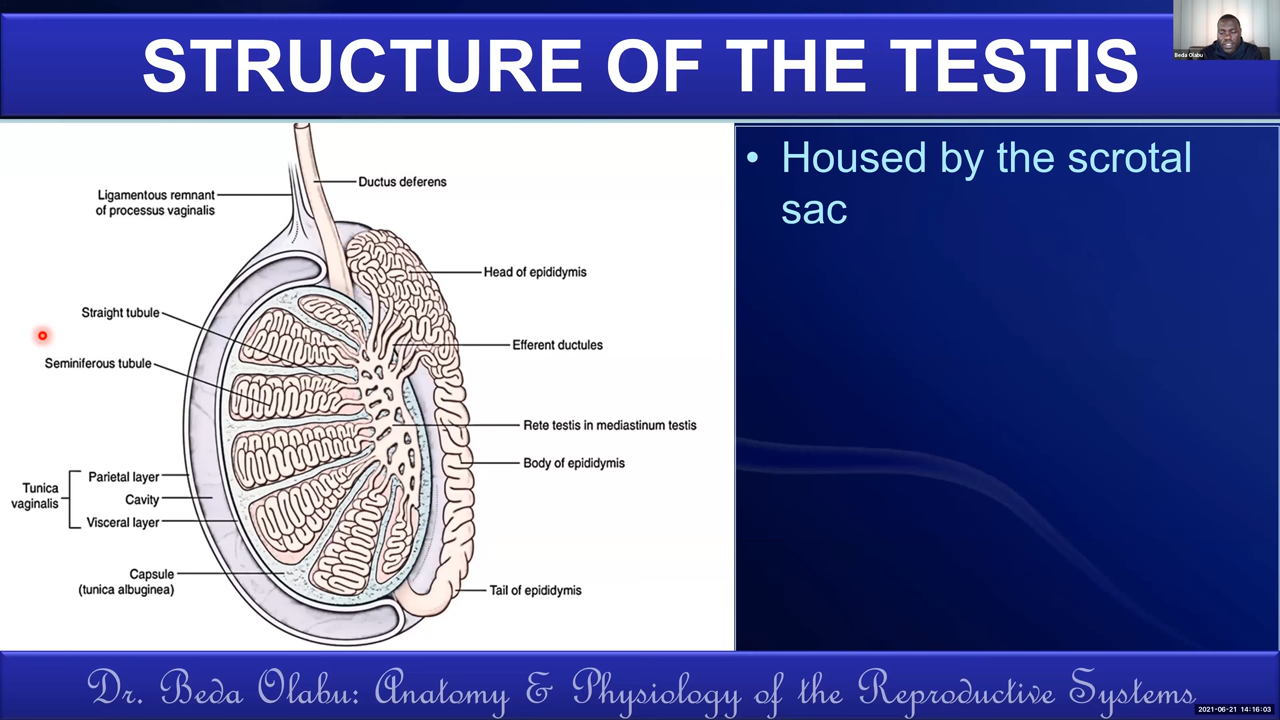 STRUCTURE OF THE TESTIS
Beda Olabu
• Housed by the scrotal
sac
Ligamentous remnant
of processus vaginalis
Ductus deferens
Head of epididymis
Straight tubule
Efferent ductules
Seminiferous tubule
Rete testis in mediastinum testis
Body of epididymis
Tunica
vaginalis
Parietal layer
Cavity
Visceral layer
Capsule
(tunica albuginea)
Tail of epididymis
Dr. Beda Olabu: Anatomy & Physiology of the Reproductive Systems
2021-06-21 14:16:03